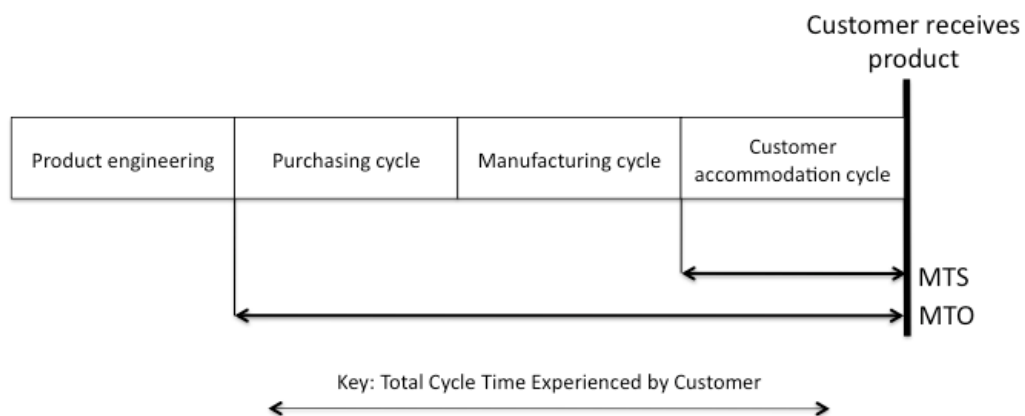 Customer receives
product
Product engineering
Purchasing cycle
Manufacturing cycle
Customer
accommodation cycle
MTS
MTO
Key: Total Cycle Time Experienced by Customer